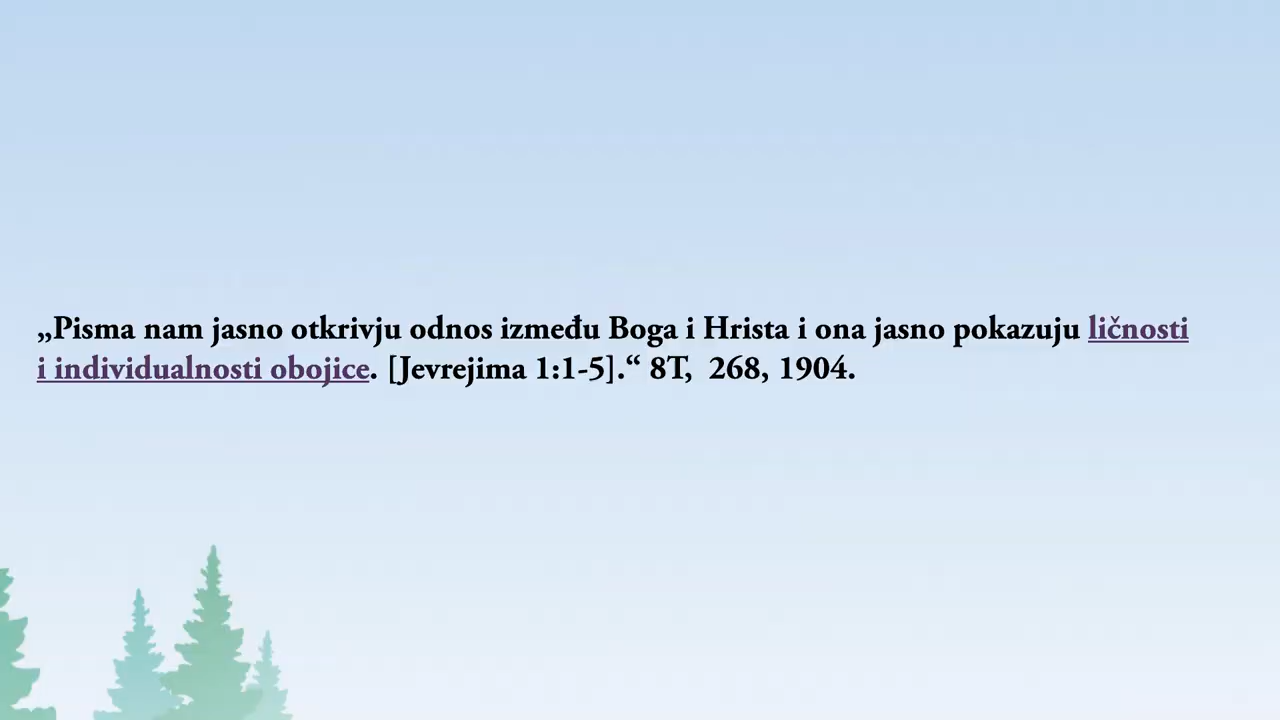 „Pisma nam jasno otkrivju odnos između Boga i Hrista i ona jasno pokazuju ličnosti
i individualnosti obojice. [Jevrejima 1:1-5].“ 8T, 268, 1904.